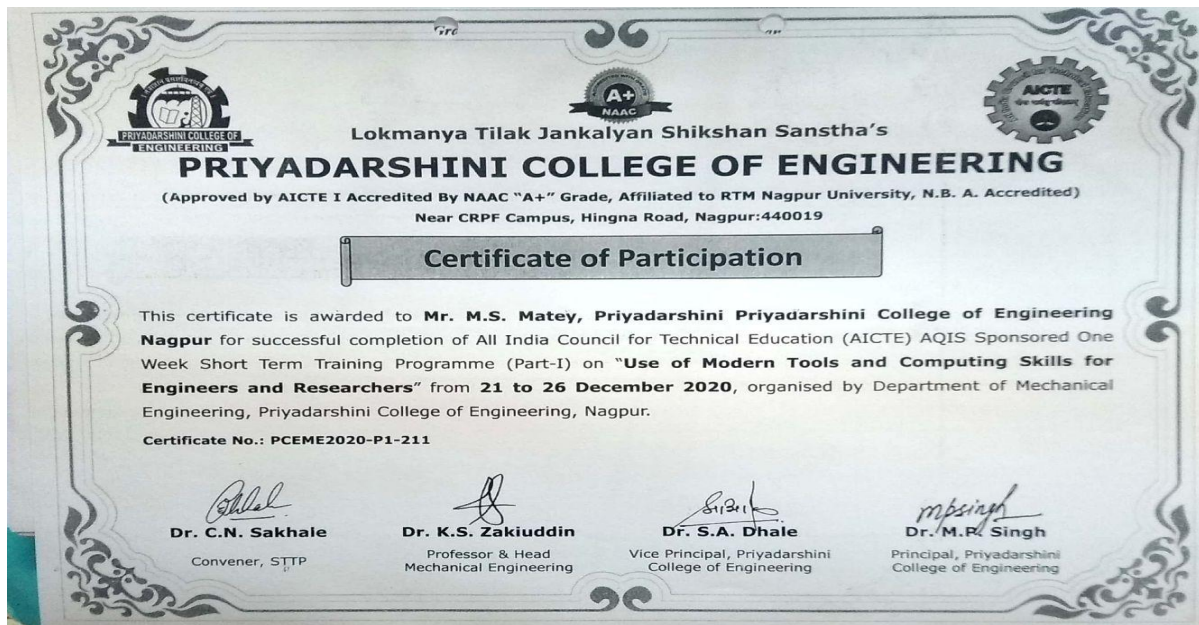 PRIYADARSHINI COLLEGE OF
ENGINEERING
A+
NAAC
AICTE
Lokmanya Tilak Jankalyan Shikshan Sanstha's
PRIYADARSHINI COLLEGE OF ENGINEERING
(Approved by AICTE I Accredited By NAAC "A+" Grade, Affiliated to RTM Nagpur University, N.B. A. Accredited)
Near CRPF Campus, Hingna Road, Nagpur:440019
Certificate of Participation
This certificate is awarded to Mr. M.S. Matey, Priyadarshini Priyadarshini College of Engineering
Nagpur for successful completion of All India Council for Technical Education (AICTE) AQIS Sponsored One
Week Short Term Training Programme (Part-I) on "Use of Modern Tools and Computing Skills for
Engineers and Researchers" from 21 to 26 December 2020, organised by Department of Mechanical
Engineering, Priyadarshini College of Engineering, Nagpur.
Certificate No.: PCEME2020-P1-211
mpsingh
Dr. C.N. Sakhale Dr. K.S. Zakiuddin Dr. S.A. Dhale Dr. M.P. Singh
Convener, STTP Professor & Head Vice Principal, Priyadarshini Principal, Priyadarshini
Mechanical Engineering College of Engineering College of Engineering